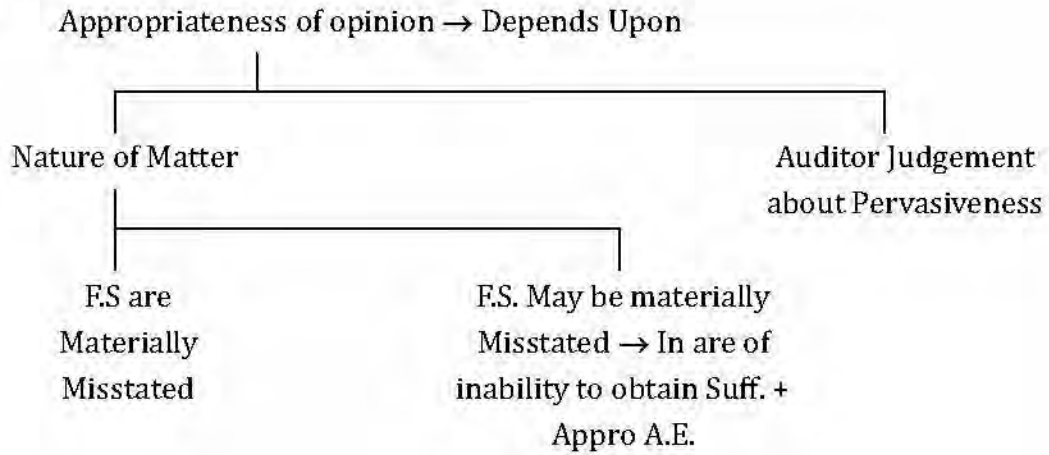 Appropriateness of opinion → Depends Upon
Nature of Matter
Auditor Judgement
about Pervasiveness
F.S are
Materially
Misstated
F.S. May be materially
Misstated → In are of
inability to obtain Suff. +
Appro A.E.